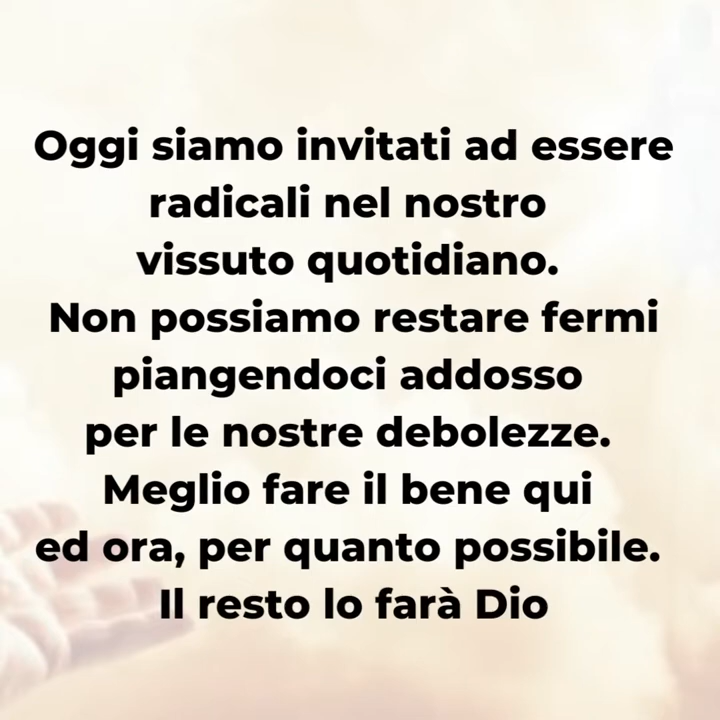 Oggi siamo invitati ad essere
radicali nel nostro
vissuto quotidiano.
Non possiamo restare fermi
piangendoci addosso
per le nostre debolezze.
Meglio fare il bene qui
ed ora, per quanto possibile.
Il resto lo farà Dio